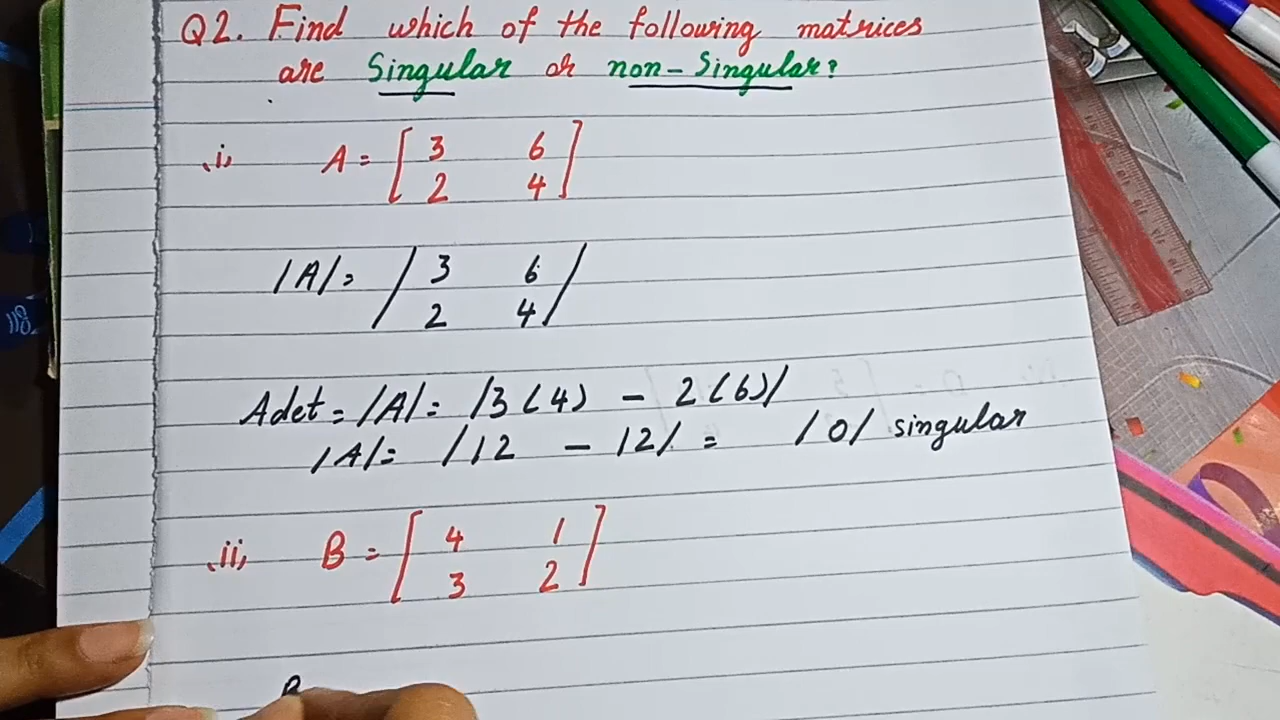 Q2. Find which of the following matrices
are Singular or non-Singular?
(i) A = [ 3 6
2 4 ]
|A| = | 3 6
2 4 |
Adet = |A| = |3(4) - 2(6)|
|A| = |12 - 12| = |0| singular
(ii) B = [ 4 1
3 2 ]
B